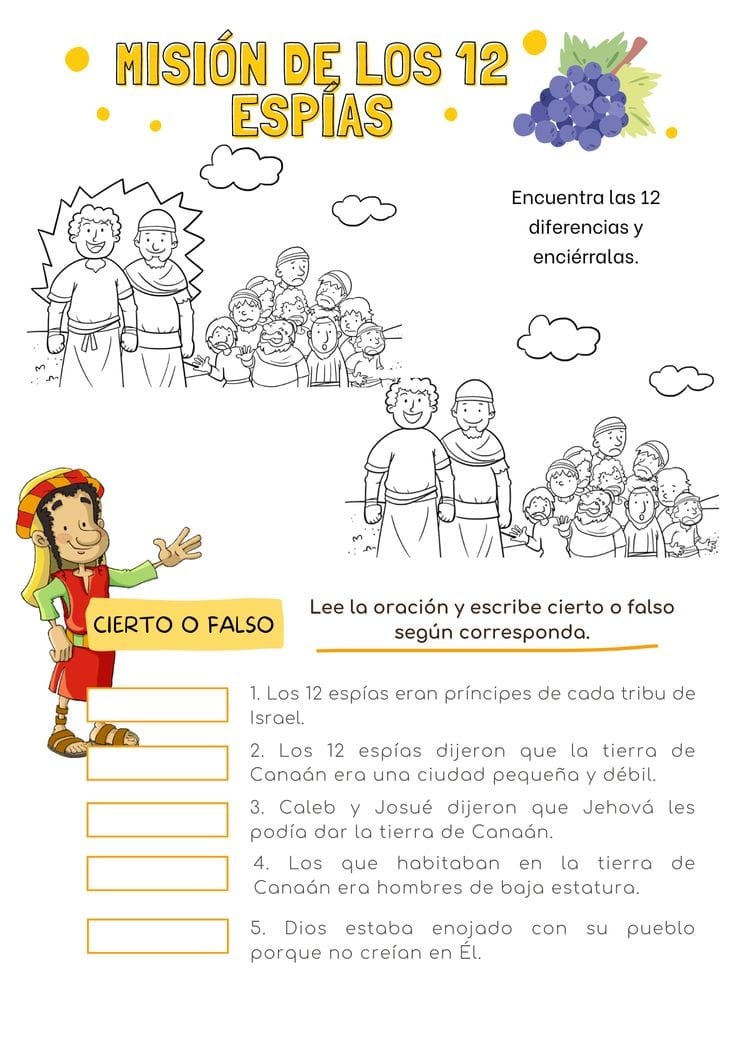 MISIÓN DE LOS 12
ESPÍAS
Encuentra las 12
diferencias y
enciérralas.
CIERTO O FALSO
Lee la oración y escribe cierto o falso
según corresponda.
1. Los 12 espías eran príncipes de cada tribu de
Israel.
2. Los 12 espías dijeron que la tierra de
Canaán era una ciudad pequeña y débil.
3. Caleb y Josué dijeron que Jehová les
podía dar la tierra de Canaán.
4. Los que habitaban en la tierra de
Canaán era hombres de baja estatura.
5. Dios estaba enojado con su pueblo
porque no creían en Él.